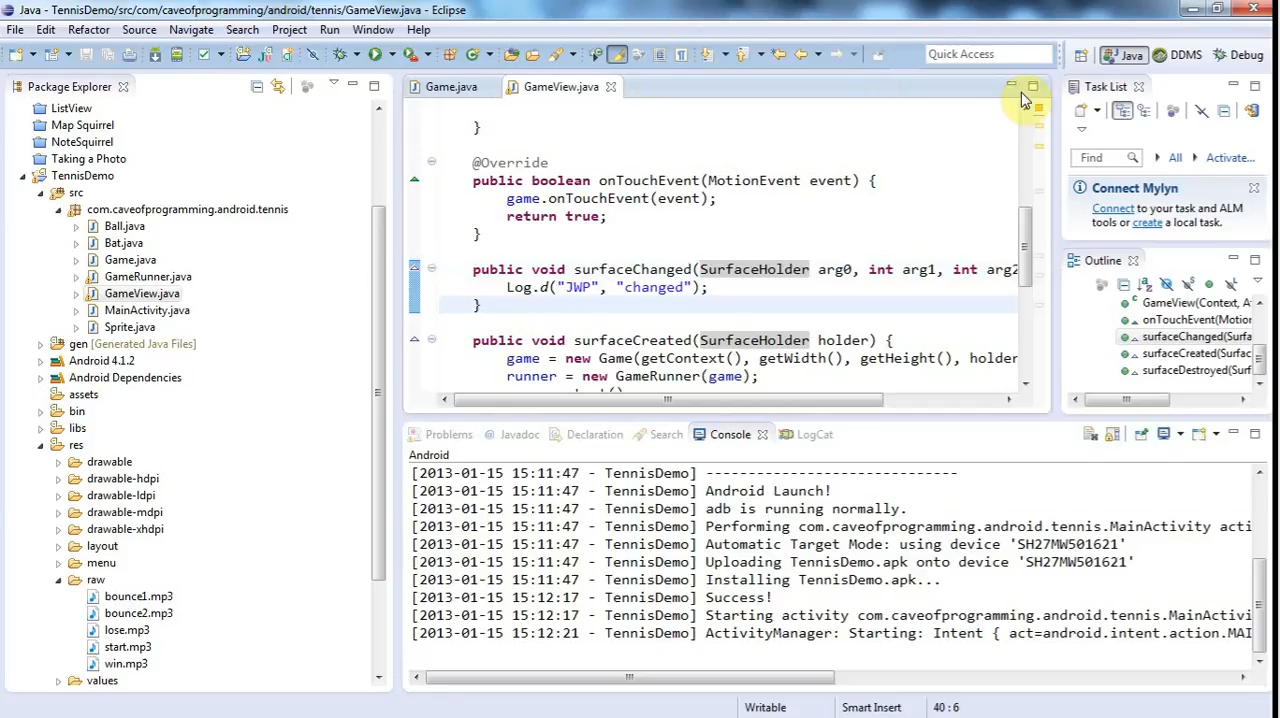 Java - TennisDemo/src/com/caveofprogramming/android/tennis/GameView.java - Eclipse
File Edit Refactor Source Navigate Search Project Run Window Help
Quick Access
Java
DDMS
Debug
Package Explorer
ListView
Map Squirrel
NoteSquirrel
Taking a Photo
TennisDemo
src
com.caveofprogramming.android.tennis
Ball.java
Bat.java
Game.java
GameRunner.java
GameView.java
MainActivity.java
Sprite.java
gen [Generated Java Files]
Android 4.1.2
Android Dependencies
assets
bin
libs
res
drawable
drawable-hdpi
drawable-ldpi
drawable-mdpi
drawable-xhdpi
layout
menu
raw
bounce1.mp3
bounce2.mp3
lose.mp3
start.mp3
win.mp3
values
Game.java
GameView.java
}
@Override
public boolean onTouchEvent(MotionEvent event) {
game.onTouchEvent(event);
return true;
}
public void surfaceChanged(SurfaceHolder arg0, int arg1, int arg2
Log.d("JWP", "changed");
}
public void surfaceCreated(SurfaceHolder holder) {
game = new Game(getContext(), getWidth(), getHeight(), holder
runner = new GameRunner(game);
Task List
Find
All
Activate...
Connect Mylyn
Connect to your task and ALM
tools or create a local task.
Outline
GameView(Context, A
onTouchEvent(Motion
surfaceChanged(Surfa
surfaceCreated(Surfac
surfaceDestroyed(Surf
Problems
Javadoc
Declaration
Search
Console
LogCat
Android
[2013-01-15 15:11:47 - TennisDemo] ------------------------------
[2013-01-15 15:11:47 - TennisDemo] Android Launch!
[2013-01-15 15:11:47 - TennisDemo] adb is running normally.
[2013-01-15 15:11:47 - TennisDemo] Performing com.caveofprogramming.android.tennis.MainActivity acti
[2013-01-15 15:11:47 - TennisDemo] Automatic Target Mode: using device 'SH27MW501621'
[2013-01-15 15:11:47 - TennisDemo] Uploading TennisDemo.apk onto device 'SH27MW501621'
[2013-01-15 15:11:47 - TennisDemo] Installing TennisDemo.apk...
[2013-01-15 15:12:17 - TennisDemo] Success!
[2013-01-15 15:12:17 - TennisDemo] Starting activity com.caveofprogramming.android.tennis.MainActivi
[2013-01-15 15:12:21 - TennisDemo] ActivityManager: Starting: Intent { act=android.intent.action.MAI
Writable
Smart Insert
40 : 6